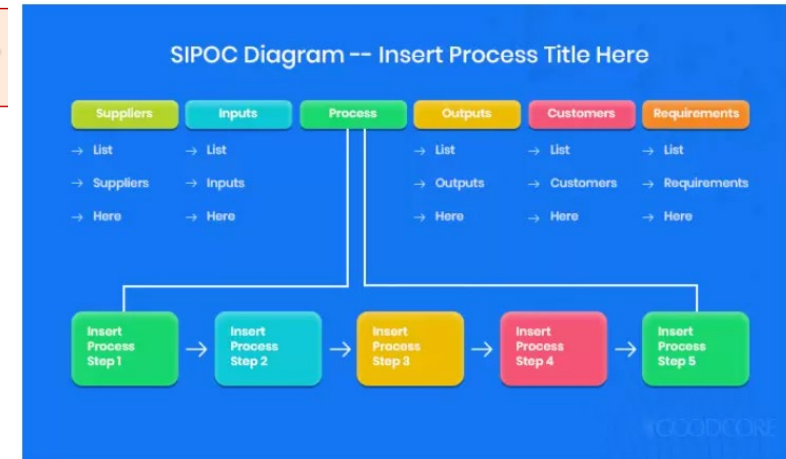 SIPOC Diagram -- Insert Process Title Here
Suppliers Inputs Process Outputs Customers Requirements
→ List → List → List → List → List
→ Suppliers → Inputs → Outputs → Customers → Requirements
→ Here → Here → Here → Here → Here
Insert
Process
Step 1
→
Insert
Process
Step 2
→
Insert
Process
Step 3
→
Insert
Process
Step 4
→
Insert
Process
Step 5
GOODCORE